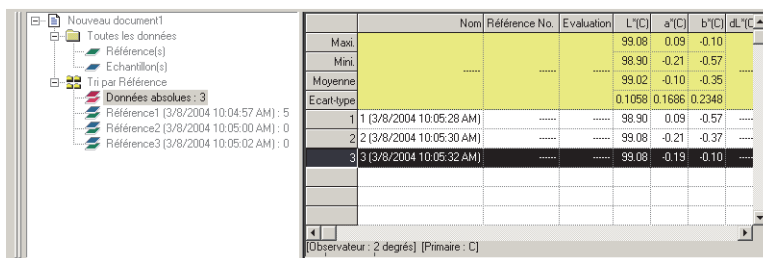 Nouveau document1
Toutes les données
Référence(s)
Echantillon(s)
Tri par Référence
Données absolues : 3
Référence1 (3/8/2004 10:04:57 AM) : 5
Référence2 (3/8/2004 10:05:00 AM) : 0
Référence3 (3/8/2004 10:05:02 AM) : 0
Nom Référence No. Evaluation L*(C) a*(C) b*(C) dL*(C
Maxi. 99.08 0.09 -0.10
Mini. 98.90 -0.21 -0.57
Moyenne ------ ------ ------ 99.02 -0.10 -0.35 -----
Ecart-type 0.1058 0.1686 0.2348
1 1 (3/8/2004 10:05:28 AM) ------ ------ 98.90 0.09 -0.57 -----
2 2 (3/8/2004 10:05:30 AM) ------ ------ 99.08 -0.21 -0.37 -----
3 3 (3/8/2004 10:05:32 AM) ------ ------ 99.08 -0.19 -0.10 -----
[Observateur : 2 degrés] [Primaire : C]